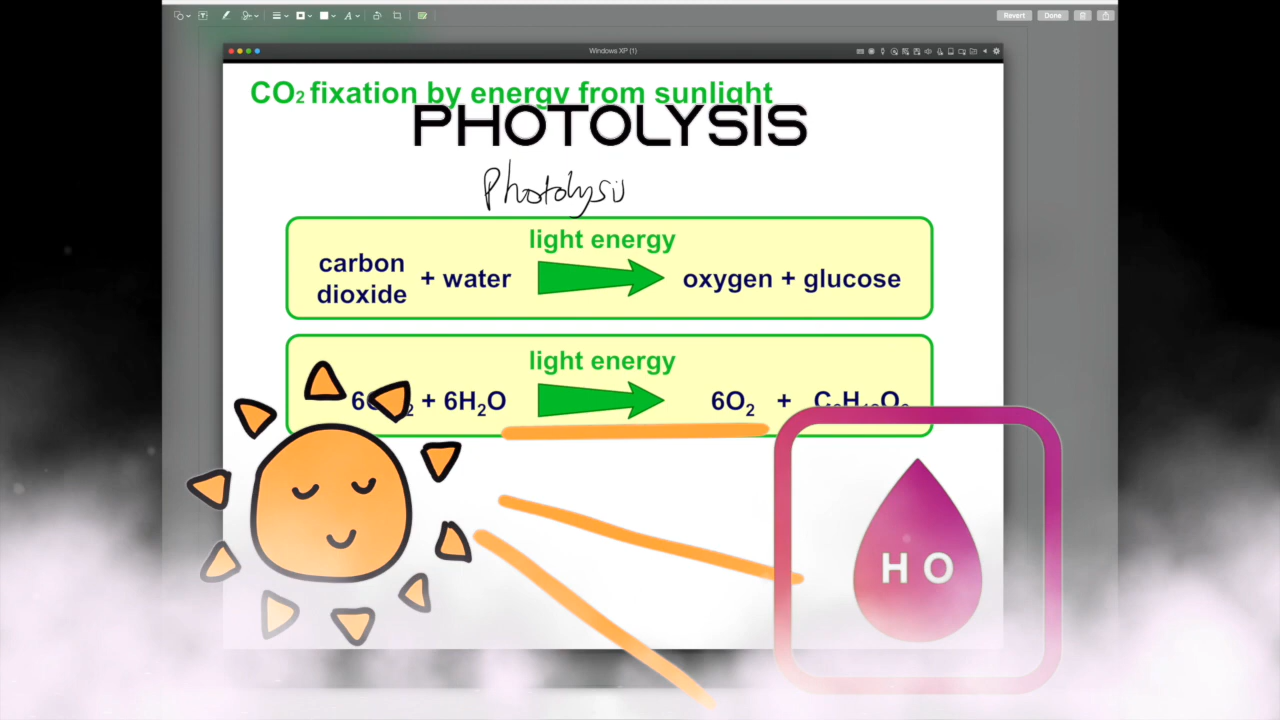 Revert Done
Windows XP (1)
CO₂ fixation by energy from sunlight
PHOTOLYSIS
Photolysis
light energy
carbon dioxide + water oxygen + glucose
light energy
+ 6H₂O 6O₂ +
H O